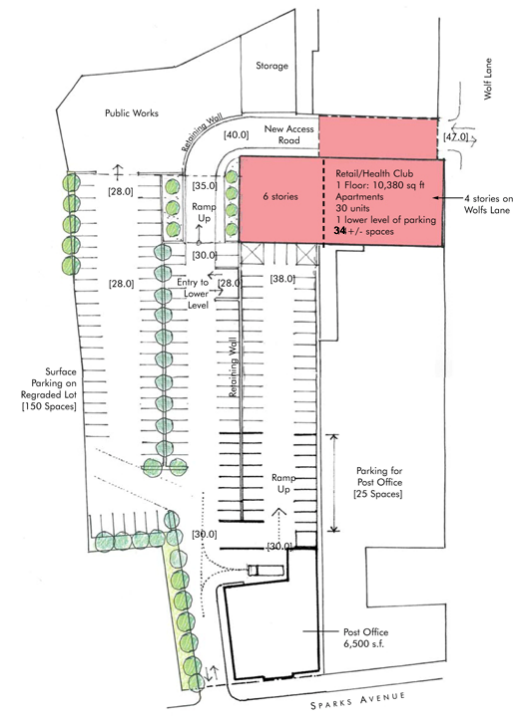 Wolf Lane
Storage
Public Works
Retaining Wall
[40.0]
New Access
Road
[47.0]
[28.0]
[35.0]
Ramp
Up
6 stories
Retail/Health Club
1 Floor: 10,380 sq ft
Apartments
30 units
1 lower level of parking
34 +/- spaces
4 stories on
Wolfs Lane
[30.0]
[28.0]
Entry to
Lower
Level
[28.0]
[38.0]
Retaining Wall
Surface
Parking on
Regraded Lot
[150 Spaces]
Ramp
Up
Parking for
Post Office
[25 Spaces]
[30.0]
[30.0]
Post Office
6,500 s.f.
SPARKS AVENUE